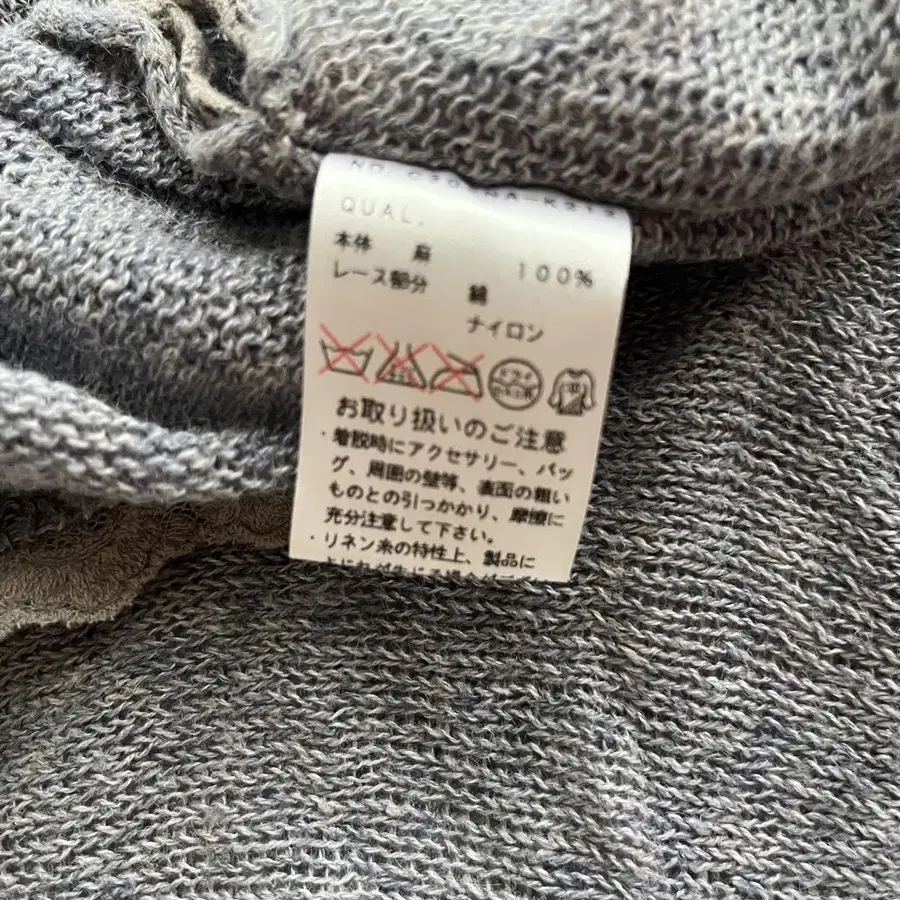 QUAL.
本体 麻 100%
レース部分 綿
ナイロン
お取り扱いのご注意
・着脱時にアクセサリー、バッ
グ、周囲の壁等、表面の粗い
ものとの引つかかり、摩擦に
充分注意して下さい。
・リネン糸の特性上、製品に